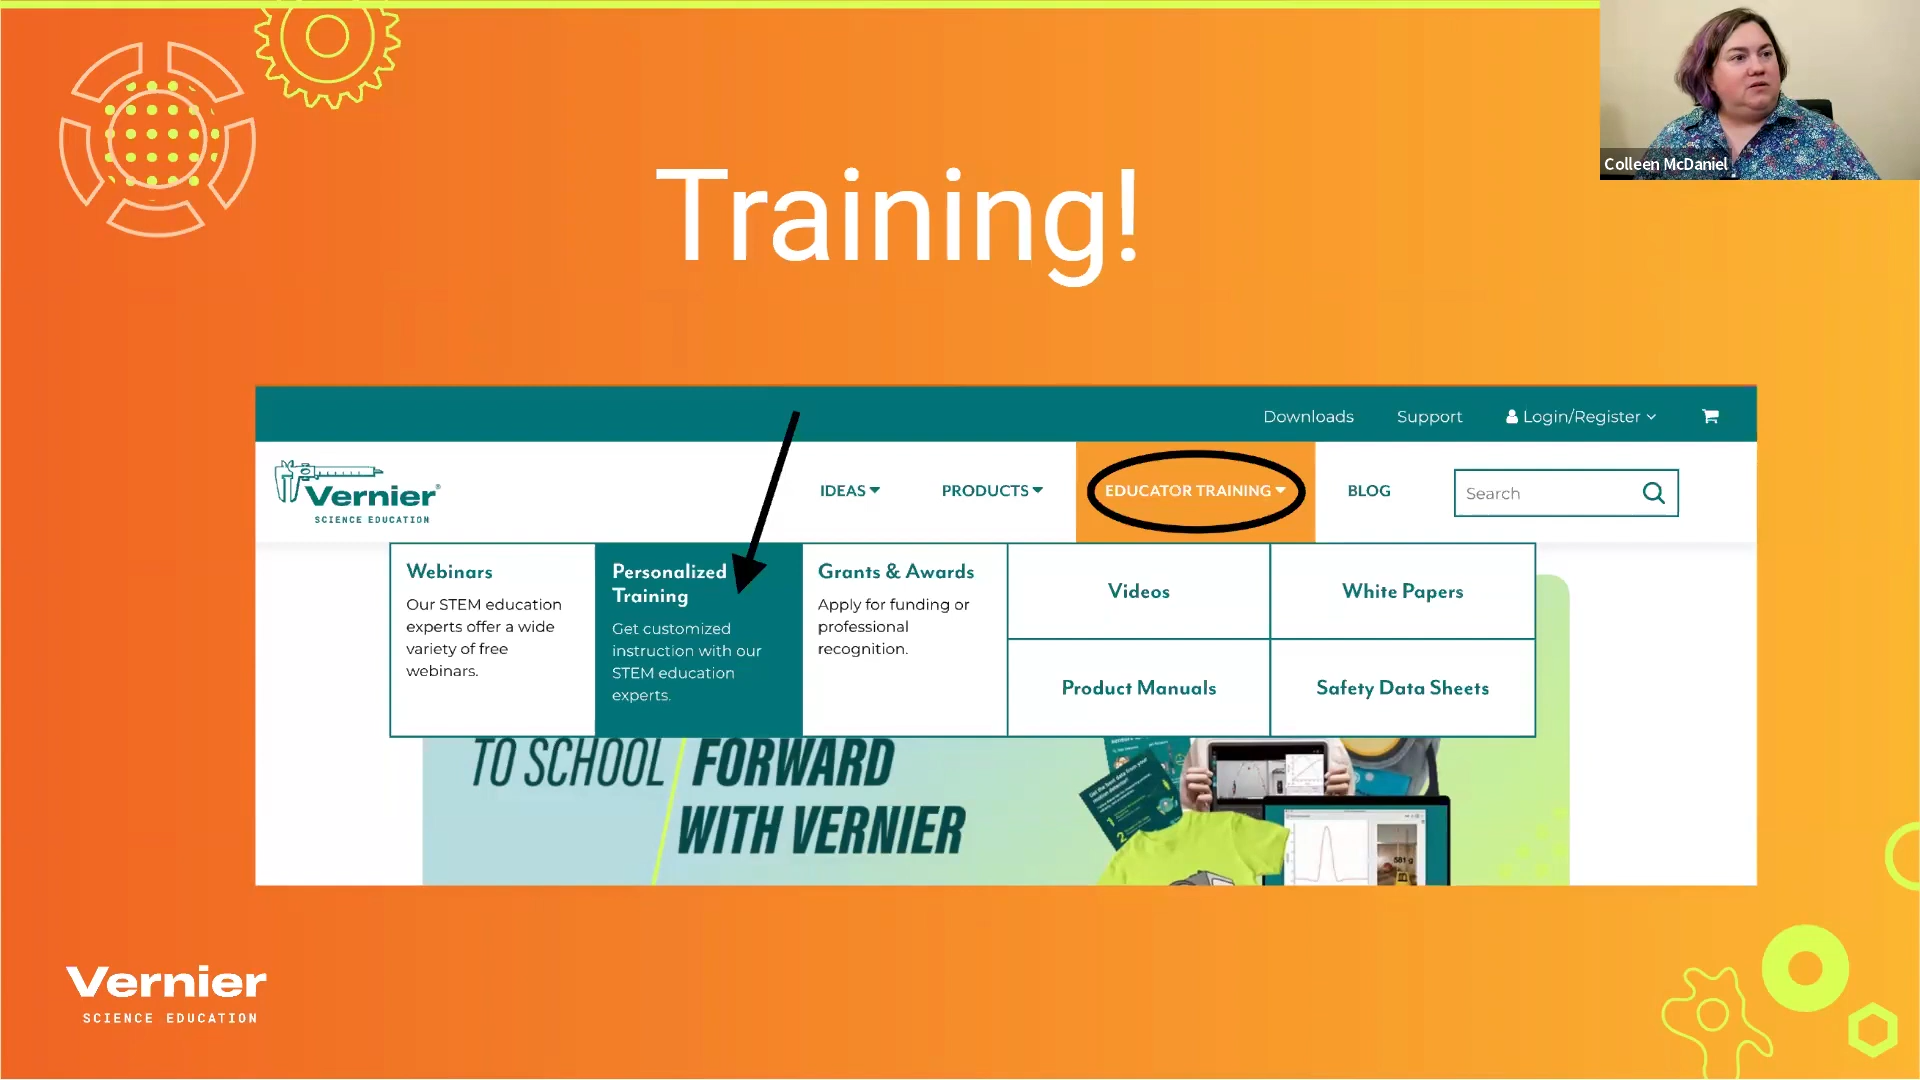 Colleen McDaniel
Training!
Downloads Support Login/Register
Vernier®
SCIENCE EDUCATION
IDEAS PRODUCTS EDUCATOR TRAINING BLOG Search
Webinars
Our STEM education
experts offer a wide
variety of free
webinars.
Personalized
Training
Get customized
instruction with our
STEM education
experts.
Grants & Awards
Apply for funding or
professional
recognition.
Videos
White Papers
Product Manuals
Safety Data Sheets
TO SCHOOL FORWARD
WITH VERNIER
1
2
581 g
Vernier
SCIENCE EDUCATION